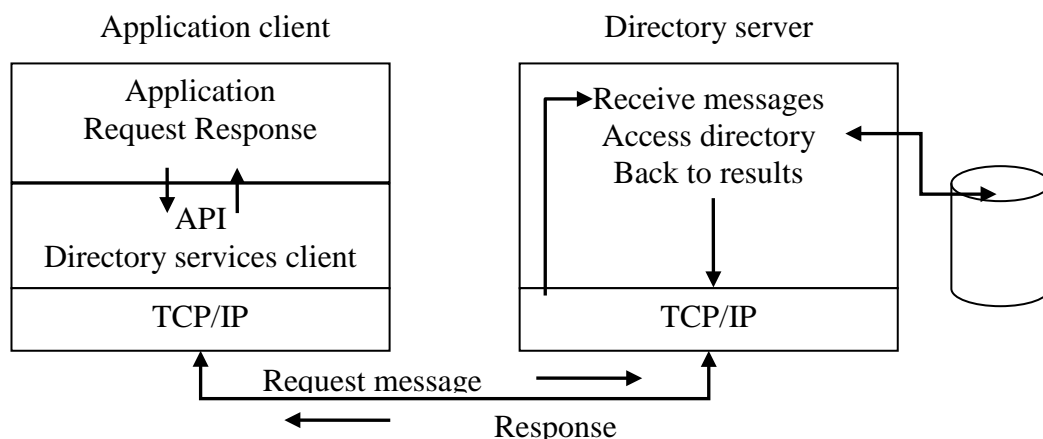 Application client
Application
Request Response
API
Directory services client
TCP/IP
Directory server
Receive messages
Access directory
Back to results
TCP/IP
Request message
Response